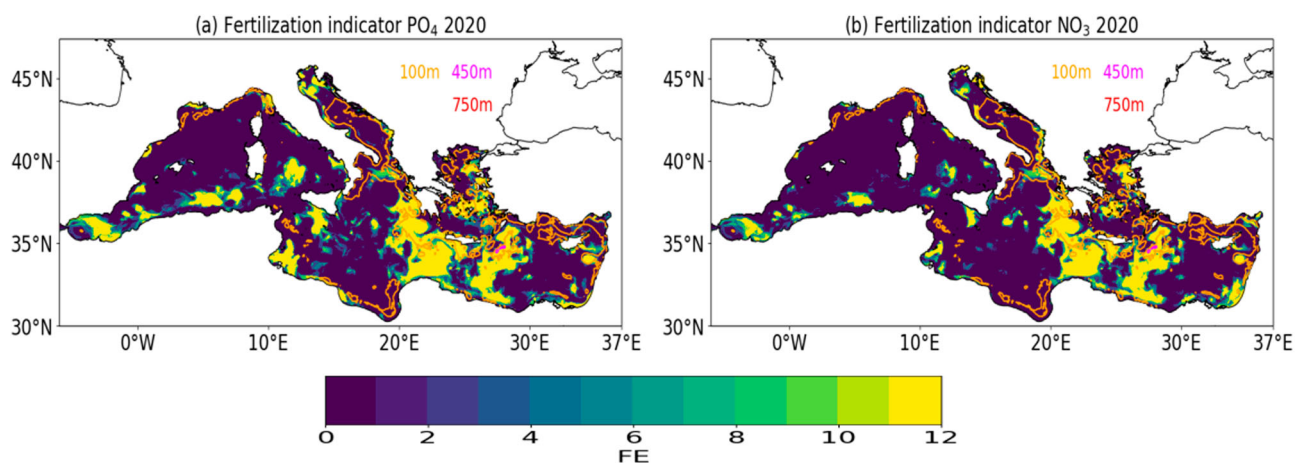 (a) Fertilization indicator PO₄ 2020
(b) Fertilization indicator NO₃ 2020
45°N
40°N
35°N
30°N
100m 450m
750m
0°W 10°E 20°E 30°E 37°E
45°N
40°N
35°N
30°N
100m 450m
750m
0°W 10°E 20°E 30°E 37°E
0 2 4 6 8 10 12
FE